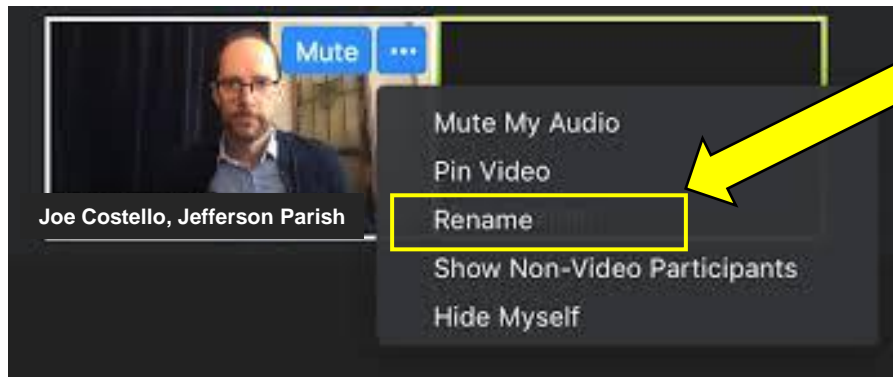 Mute ...
Mute My Audio
Pin Video
Joe Costello, Jefferson Parish
Rename
Show Non-Video Participants
Hide Myself